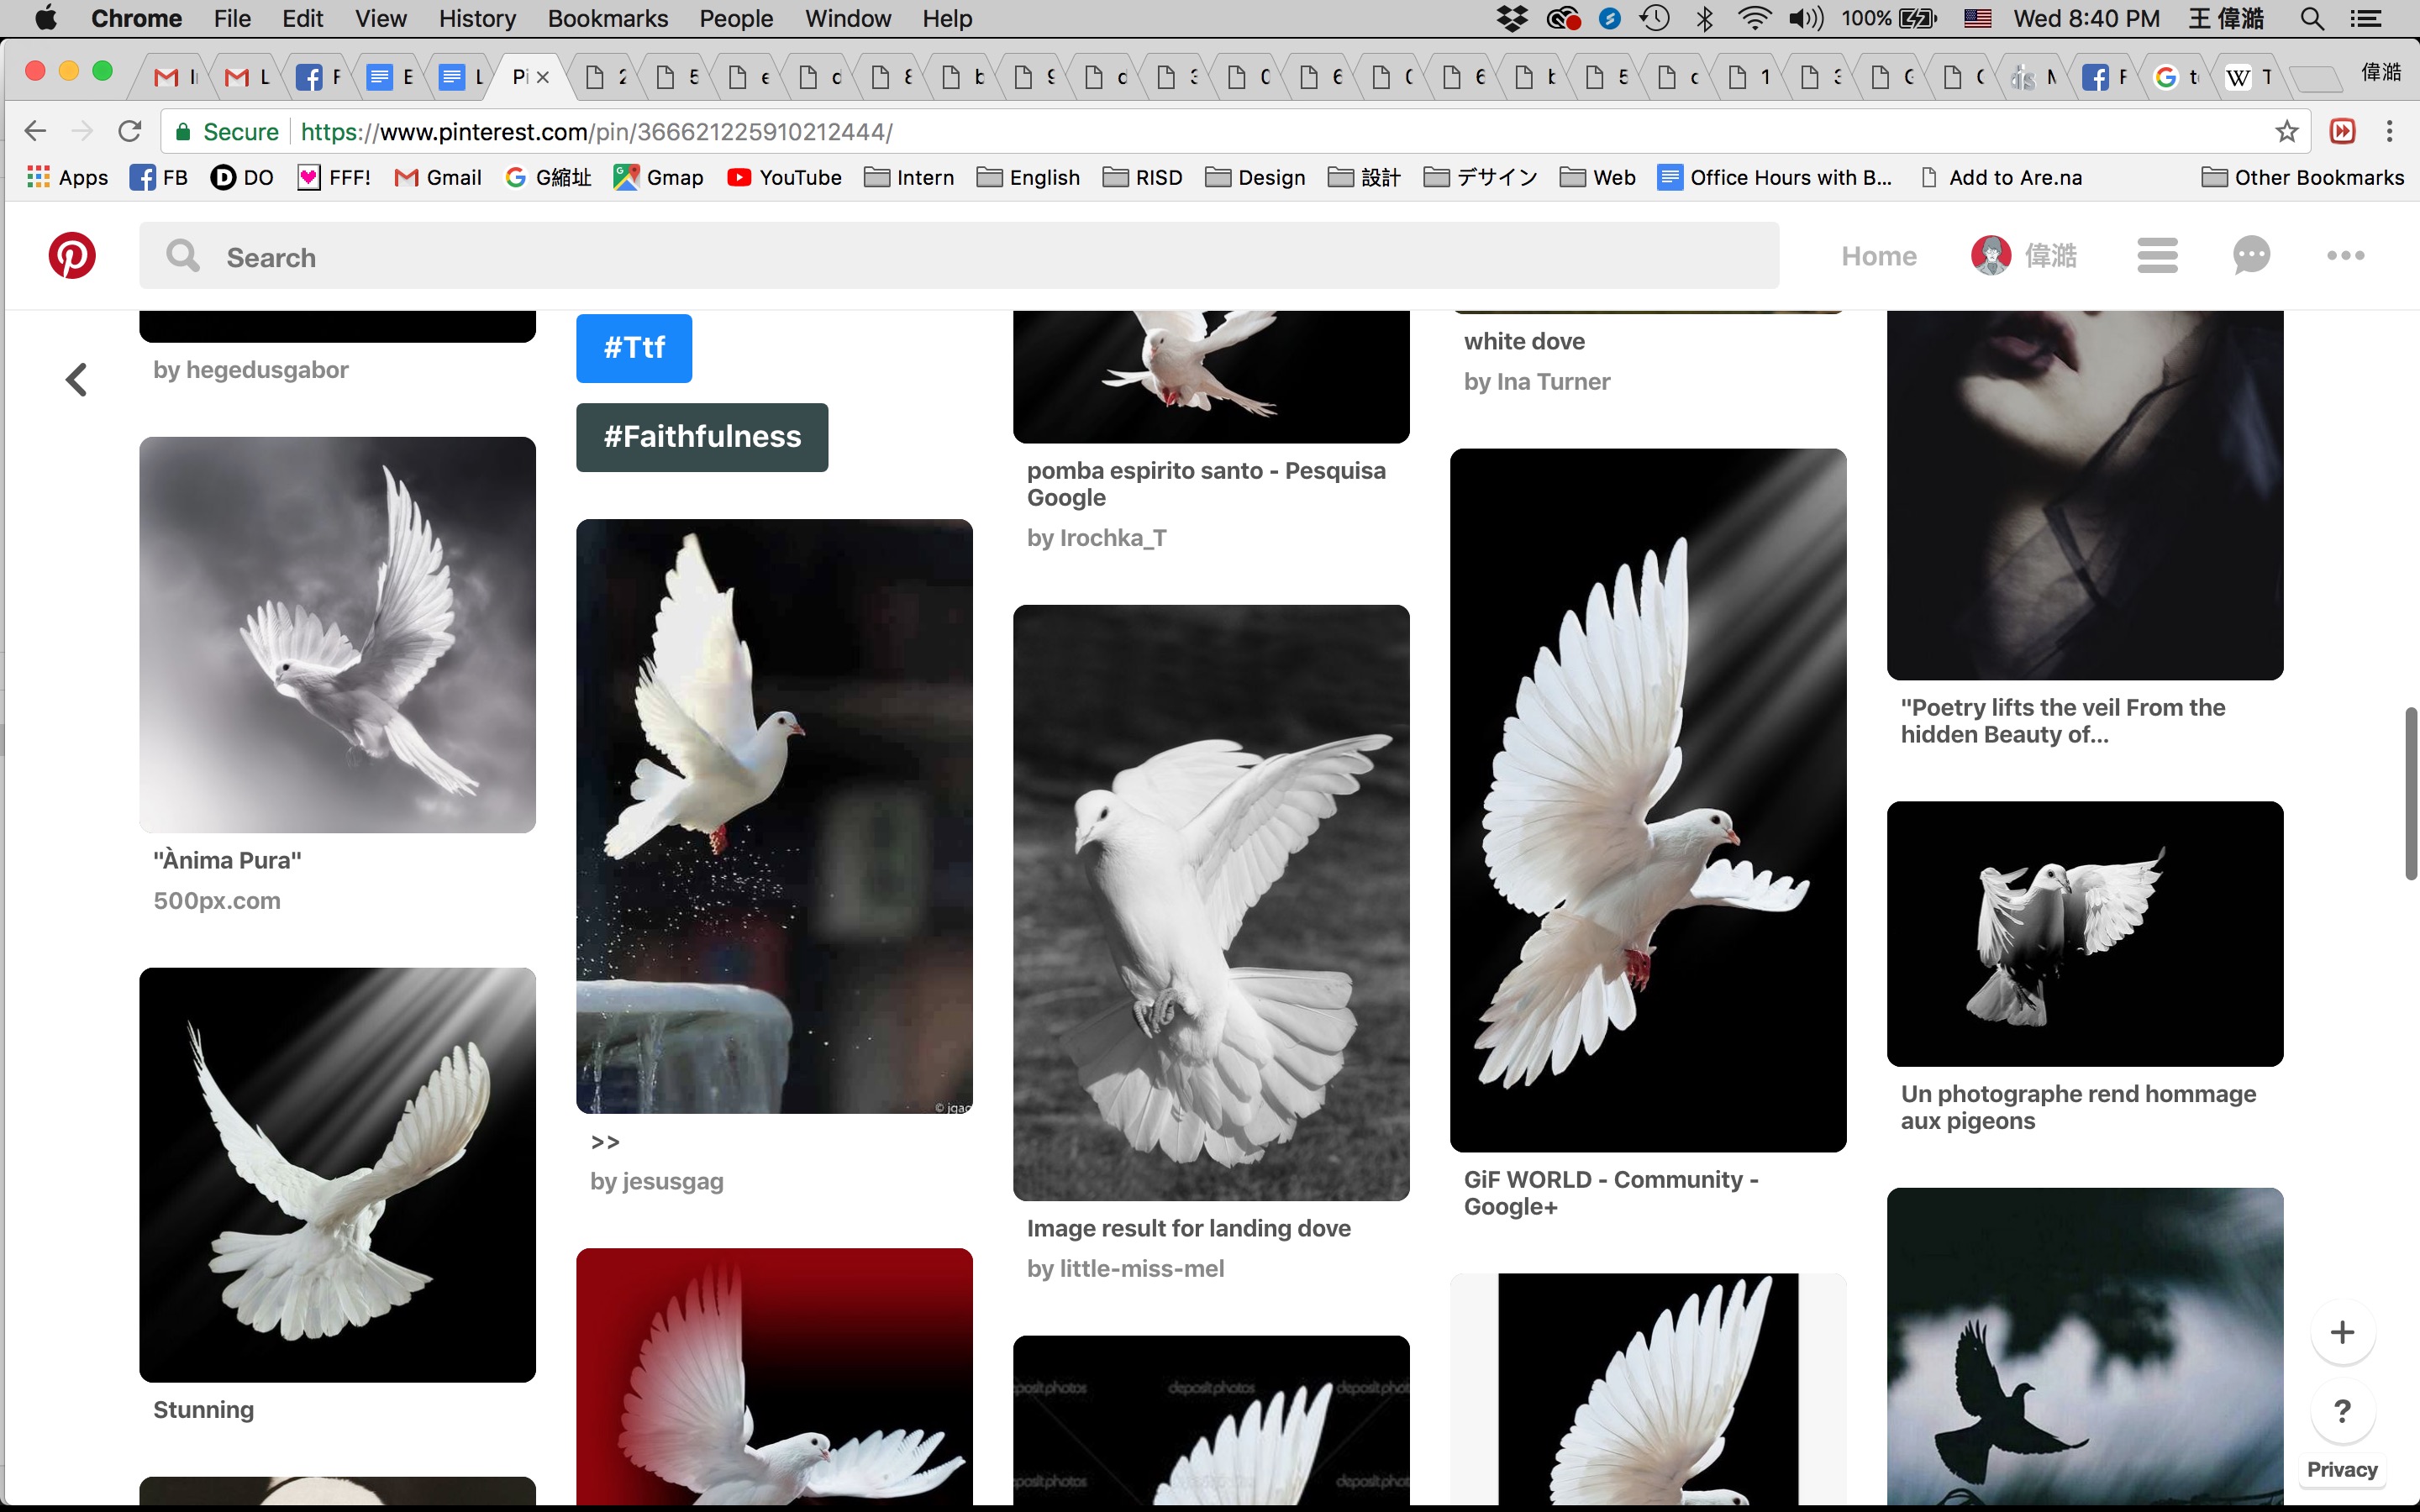 Chrome File Edit View History Bookmarks People Window Help 100% Wed 8:40 PM 王 偉澔
Pi 偉澔
Secure https://www.pinterest.com/pin/366621225910212444/
Apps FB DO FFF! Gmail G縮址 Gmap YouTube Intern English RISD Design 設計 デサイン Web Office Hours with B... Add to Are.na Other Bookmarks
Search Home 偉澔
by hegedusgabor
"Ànima Pura"
500px.com
Stunning
#Ttf
#Faithfulness
>>
by jesusgag
pomba espirito santo - Pesquisa
Google
by Irochka_T
Image result for landing dove
by little-miss-mel
depositphotos
white dove
by Ina Turner
GiF WORLD - Community -
Google+
"Poetry lifts the veil From the
hidden Beauty of...
Un photographe rend hommage
aux pigeons
+
?
Privacy